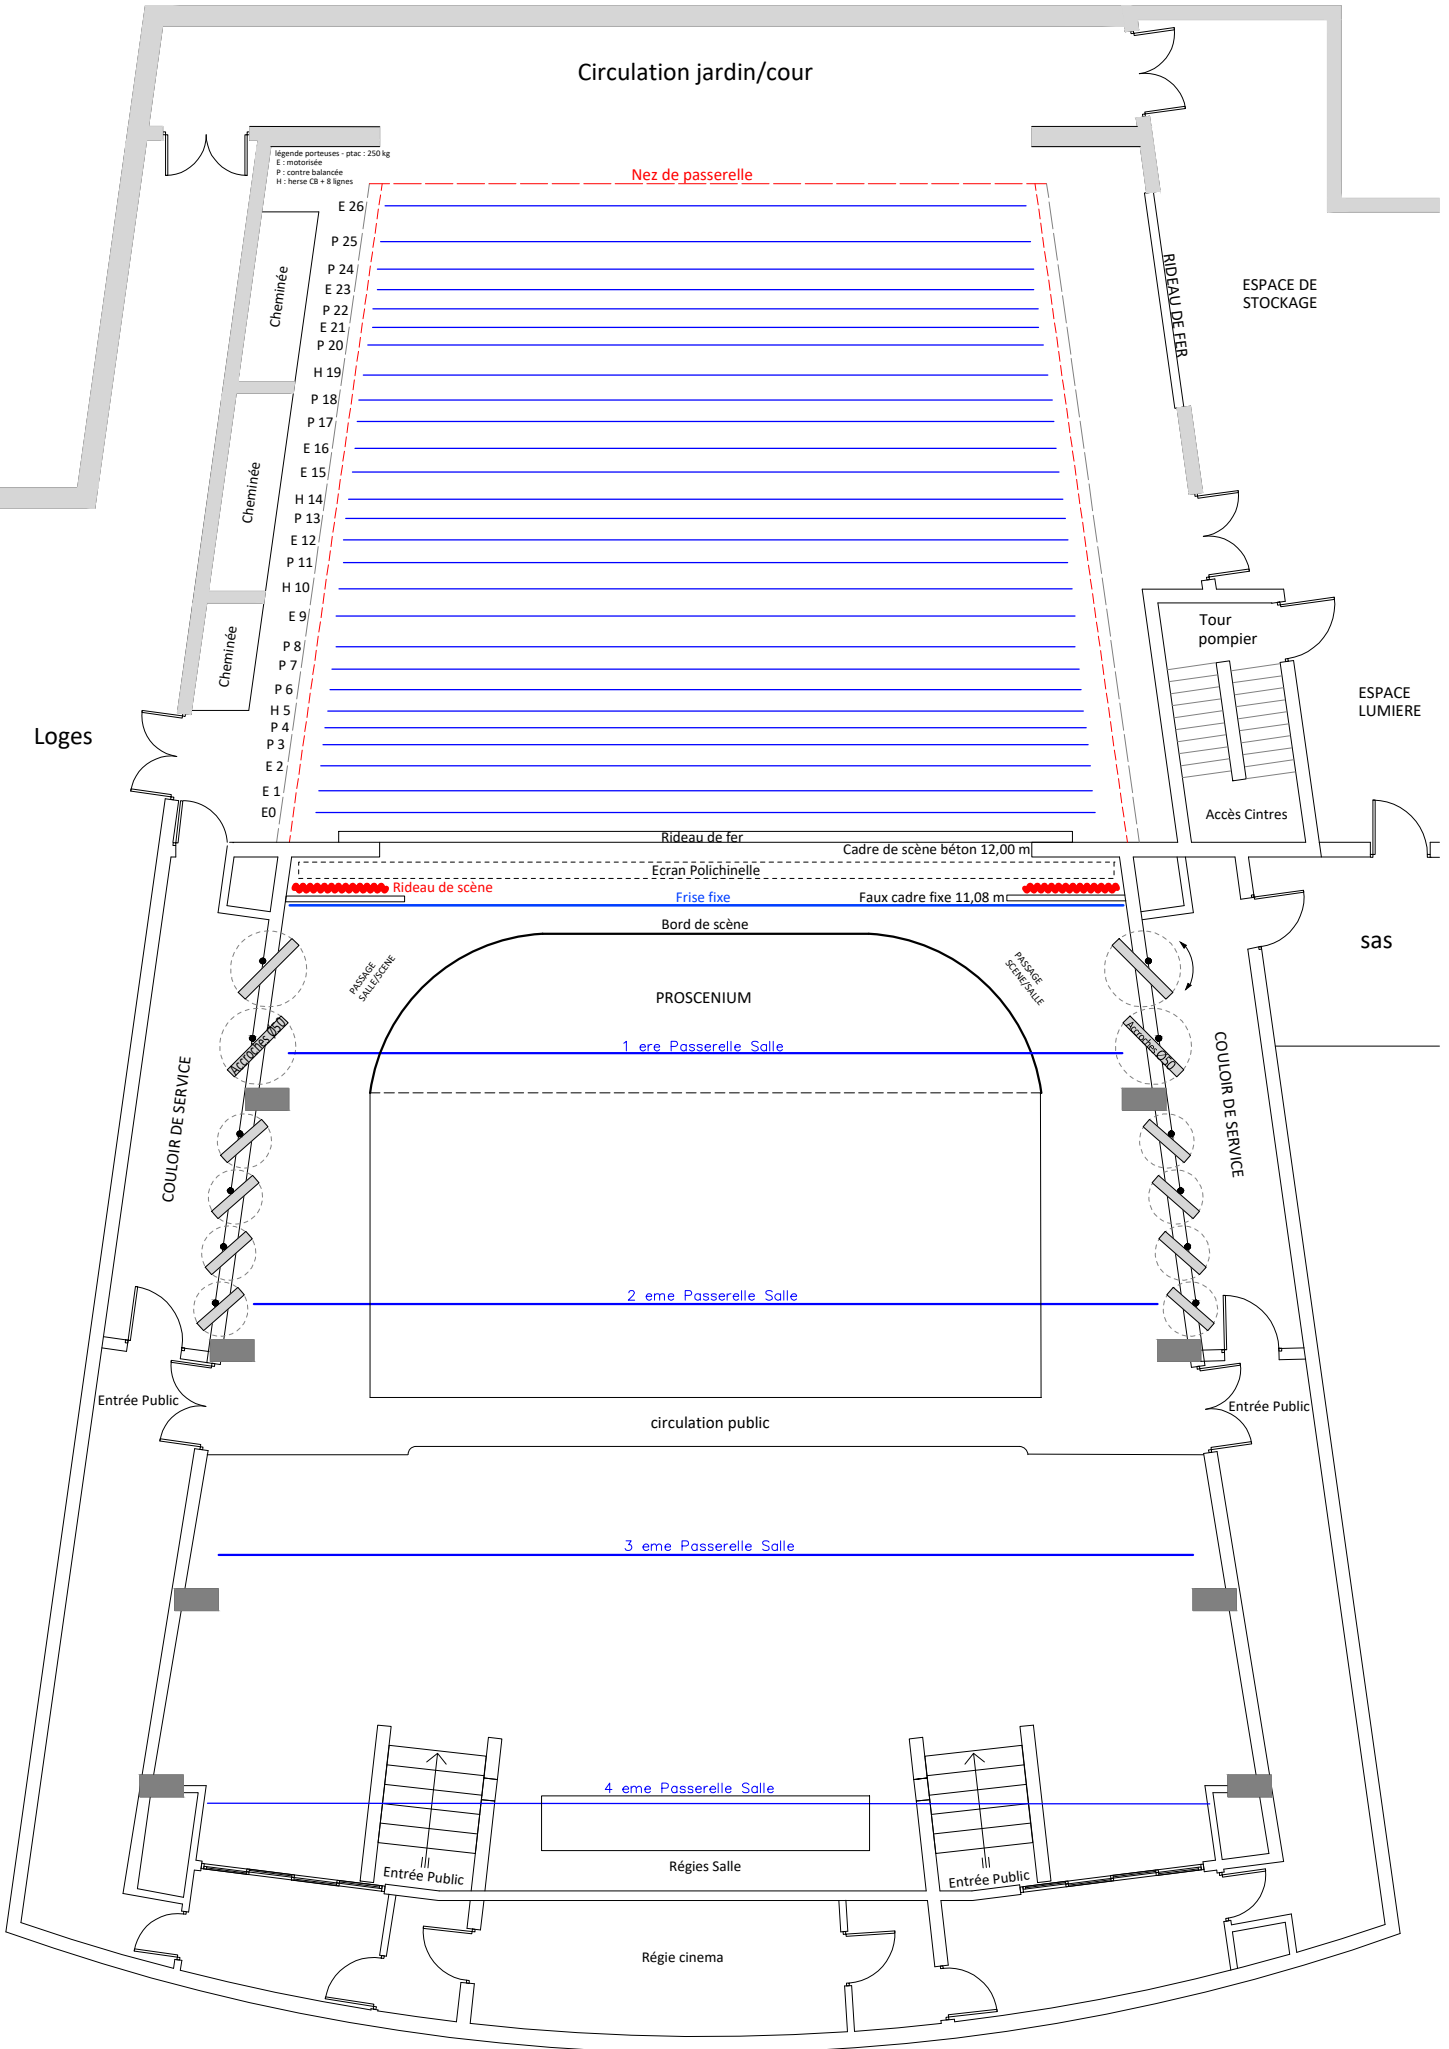 Circulation jardin/cour
légende porteuses - ptac : 250 kg
E : motorisée
P : contre balancée
H : herse CB + 8 lignes
Nez de passerelle
E 26
P 25
P 24
E 23
P 22
E 21
P 20
H 19
P 18
P 17
E 16
E 15
H 14
P 13
E 12
P 11
H 10
E 9
P 8
P 7
P 6
H 5
P 4
P 3
E 2
E 1
E0
Cheminée
Cheminée
Cheminée
RIDEAU DE FER
ESPACE DE
STOCKAGE
Tour
pompier
ESPACE
LUMIERE
Loges
Accès Cintres
Rideau de fer
Cadre de scène béton 12,00 m
Ecran Polichinelle
Rideau de scène
Frise fixe
Faux cadre fixe 11,08 m
Bord de scène
sas
PASSAGE
SALLE/SCENE
PASSAGE
SCENE/SALLE
PROSCENIUM
Accroches Ø50
Accroches Ø50
1 ere Passerelle Salle
COULOIR DE SERVICE
COULOIR DE SERVICE
2 eme Passerelle Salle
Entrée Public
Entrée Public
circulation public
3 eme Passerelle Salle
4 eme Passerelle Salle
Régies Salle
Entrée Public
Entrée Public
Régie cinema